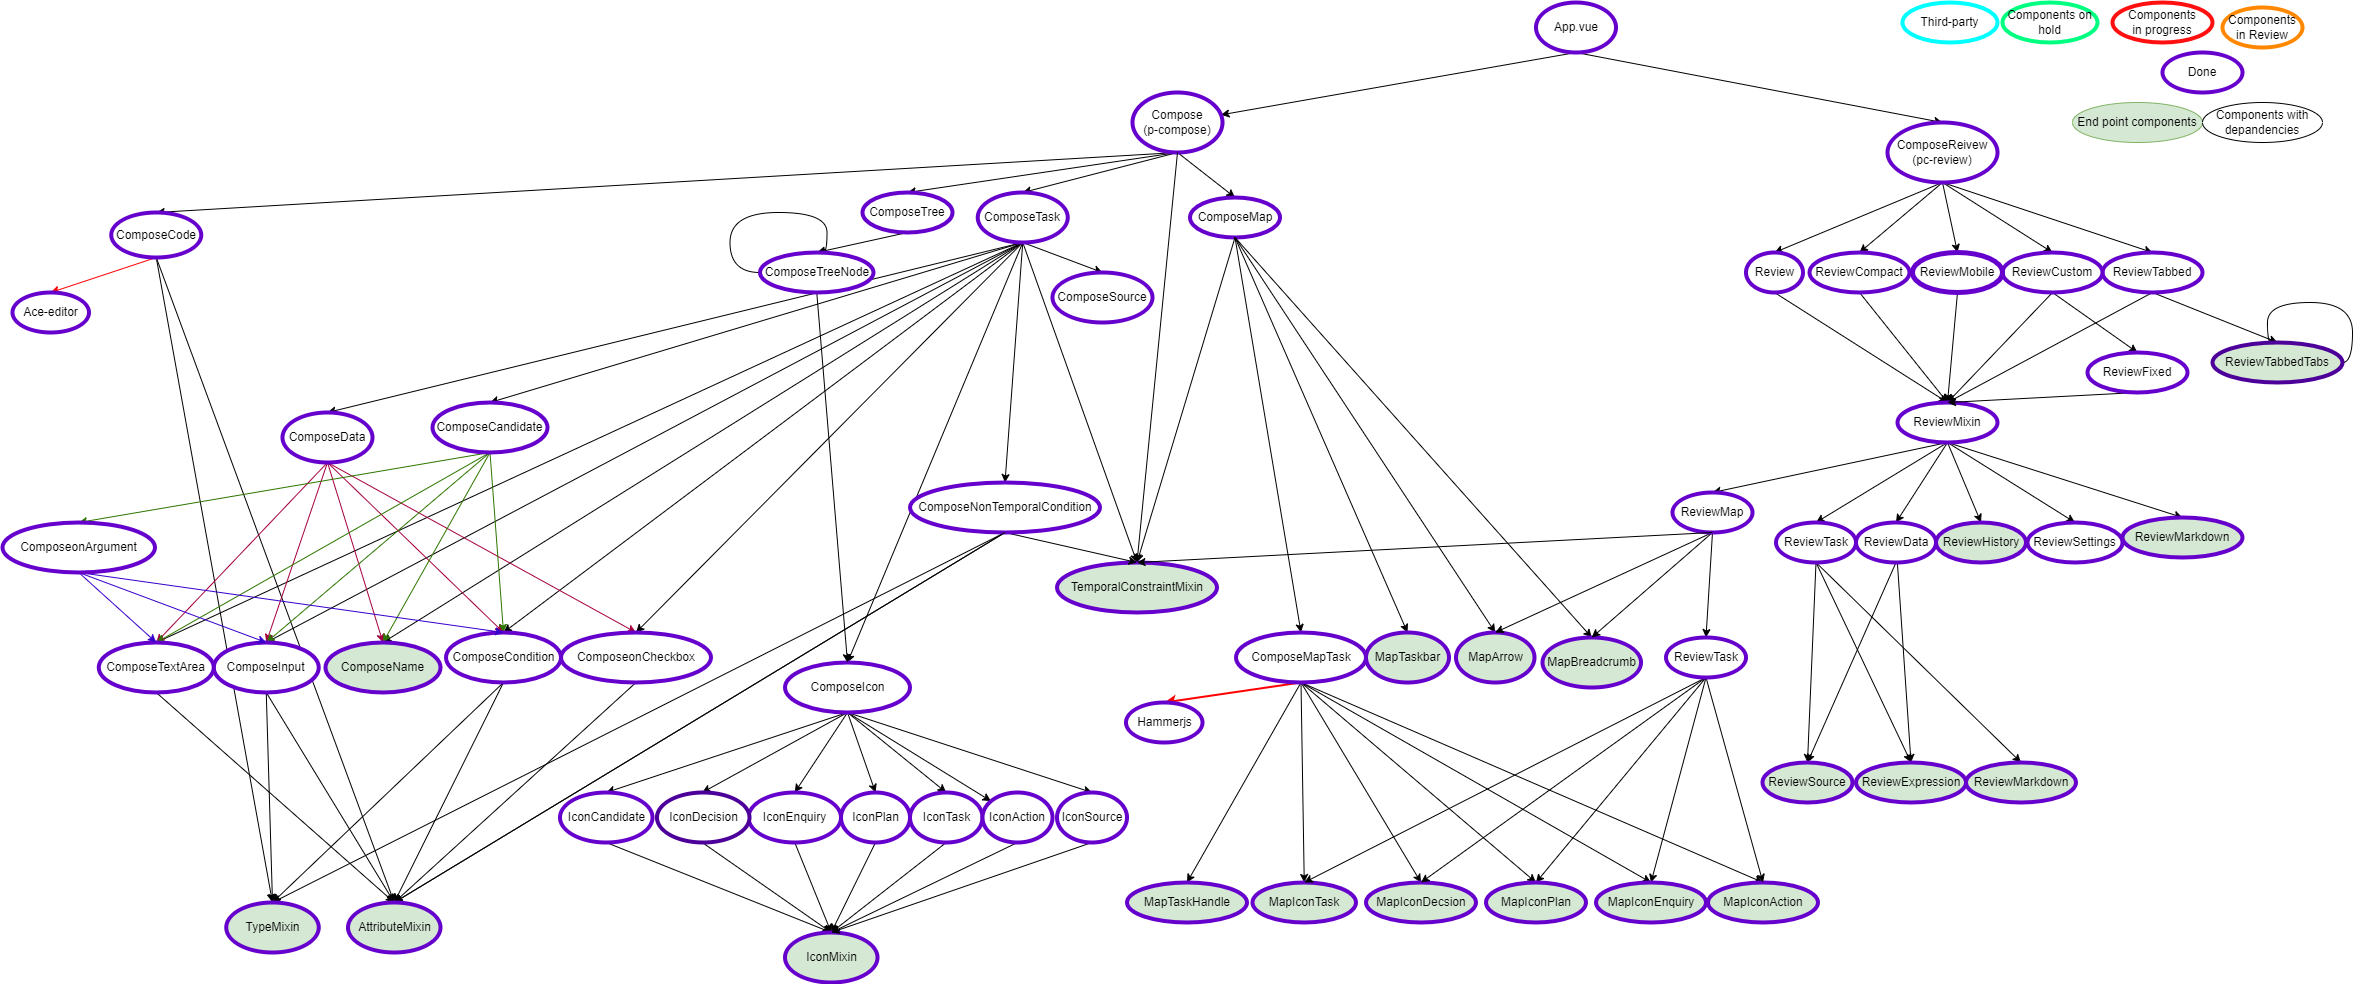 App.vue
Third-party
Components on
hold
Components
in progress
Components
in Review
Done
End point components
Components with
depandencies
Compose
(p-compose)
ComposeReivew
(pc-review)
ComposeCode
ComposeTree
ComposeTask
ComposeMap
ComposeTreeNode
ComposeSource
Review
ReviewCompact
ReviewMobile
ReviewCustom
ReviewTabbed
Ace-editor
ReviewFixed
ReviewTabbedTabs
ComposeData
ComposeCandidate
ReviewMixin
ComposeNonTemporalCondition
ReviewMap
ComposeonArgument
ReviewTask
ReviewData
ReviewHistory
ReviewSettings
ReviewMarkdown
TemporalConstraintMixin
ComposeTextArea
ComposeInput
ComposeName
ComposeCondition
ComposeonCheckbox
ComposeIcon
ComposeMapTask
MapTaskbar
MapArrow
MapBreadcrumb
ReviewTask
Hammerjs
ReviewSource
ReviewExpression
ReviewMarkdown
IconCandidate
IconDecision
IconEnquiry
IconPlan
IconTask
IconAction
IconSource
MapTaskHandle
MapIconTask
MapIconDecsion
MapIconPlan
MapIconEnquiry
MapIconAction
TypeMixin
AttributeMixin
IconMixin